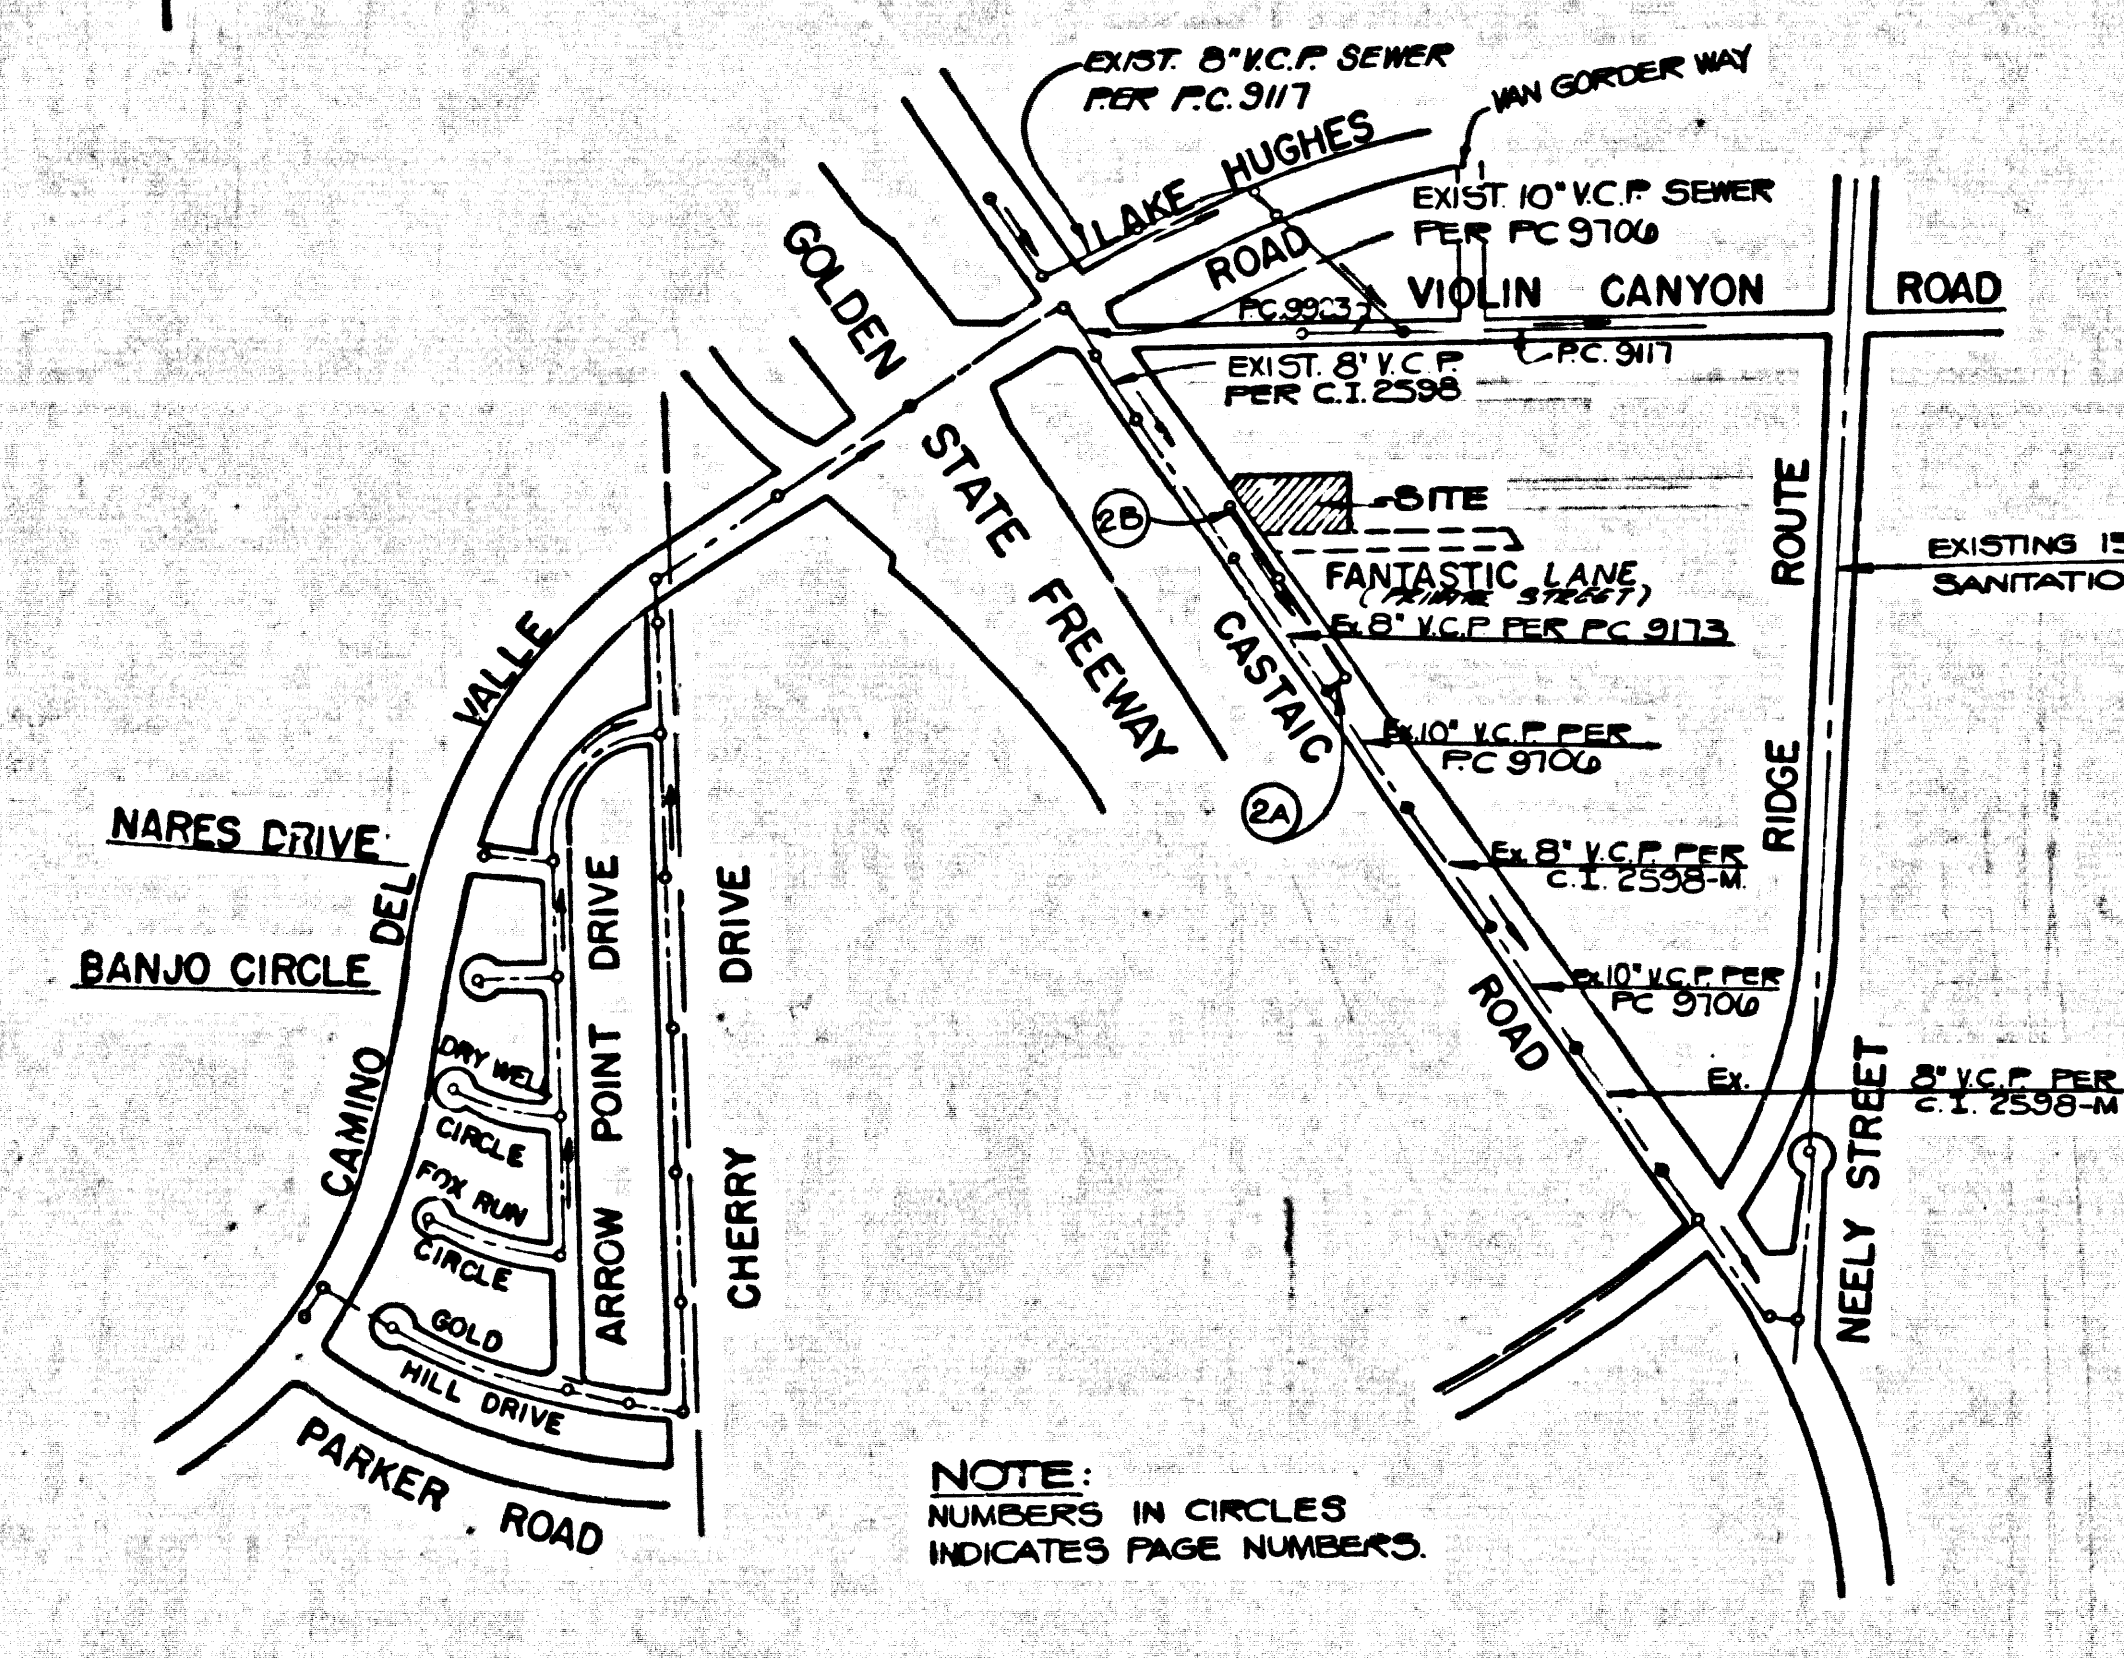 EXIST. 8" V.C.P. SEWER
PER P.C. 9117
VAN GORDER WAY
LAKE HUGHES
ROAD
EXIST. 10" V.C.P. SEWER
PER PC 9706
GOLDEN
STATE
FREEWAY
VIOLIN CANYON ROAD
P.C. 9117
EXIST. 8" V.C.P.
PER C.I. 2598
2B
SITE
FANTASTIC LANE
(PRIVATE STREET)
Ex. 8" V.C.P PER PC 9173
CASTAIC
ROAD
Ex. 10" V.C.P. PER
P.C 9706
2A
Ex. 8" V.C.P. PER
C.I. 2598-M.
Ex. 10" V.C.P. PER
PC 9706
Ex. 8" V.C.P. PER
C.I. 2598-M
RIDGE ROUTE
EXISTING
NEELY STREET
CAMINO DEL VALLE
NARES DRIVE
BANJO CIRCLE
DRY WELL
CIRCLE
FOX RUN
CIRCLE
GOLD
HILL DRIVE
ARROW POINT DRIVE
CHERRY DRIVE
PARKER ROAD
NOTE:
NUMBERS IN CIRCLES
INDICATES PAGE NUMBERS.